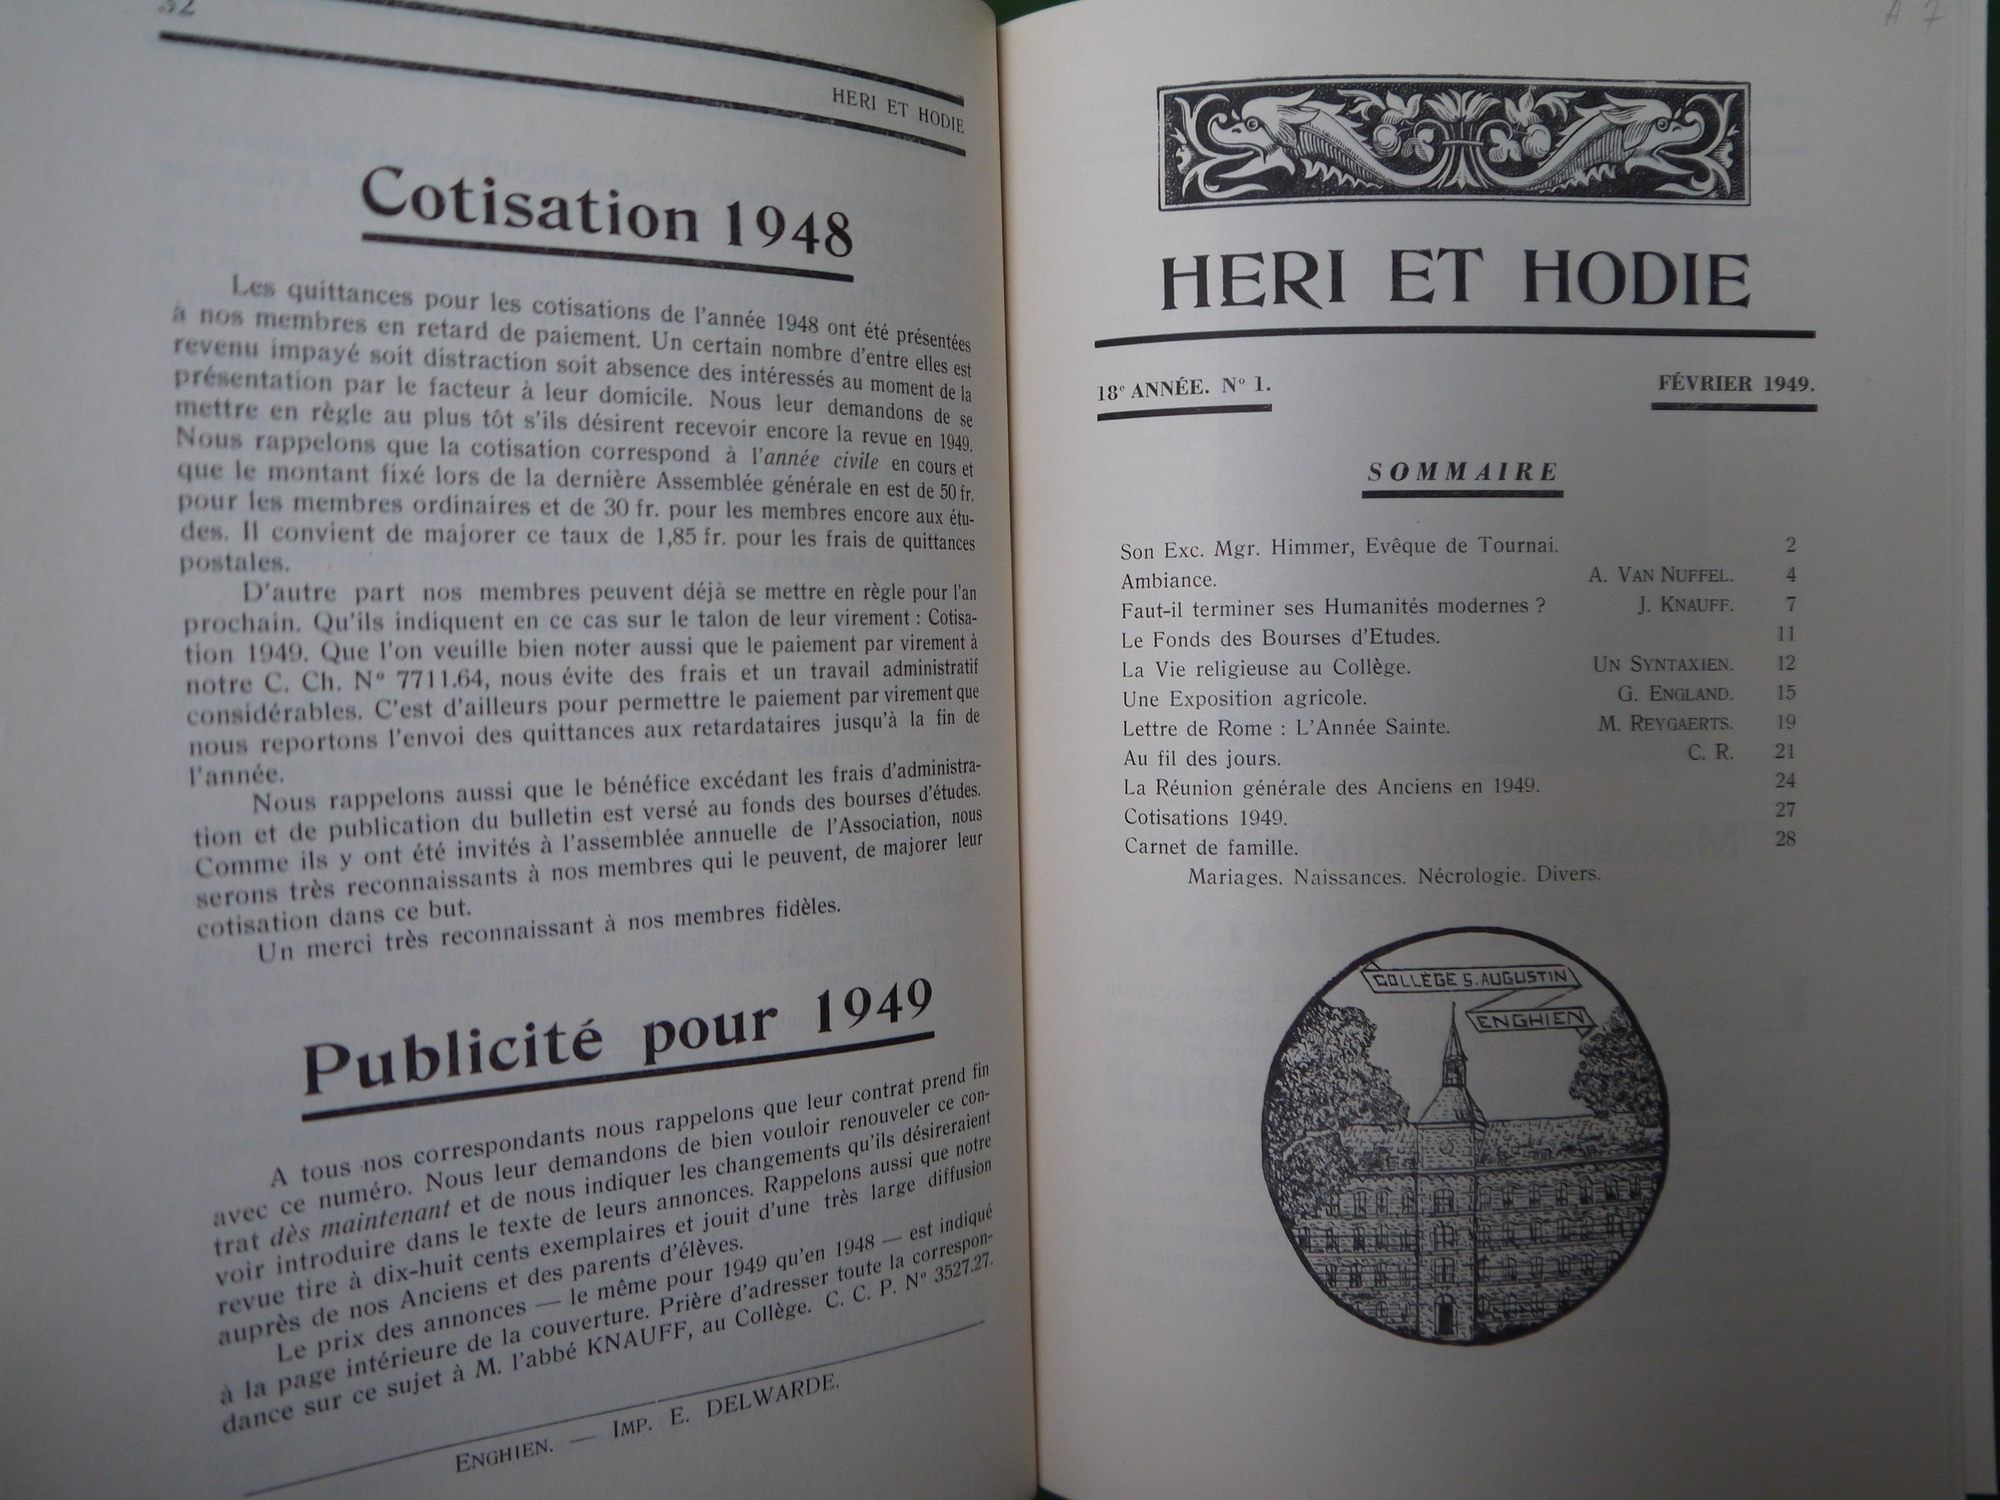 HERI ET HODIE
Cotisation 1948
Les quittances pour les cotisations de l'année 1948 ont été présentées
à nos membres en retard de paiement. Un certain nombre d'entre elles est
revenu impayé soit distraction soit absence des intéressés au moment de la
présentation par le facteur à leur domicile. Nous leur demandons de se
mettre en règle au plus tôt s'ils désirent recevoir encore la revue en 1949.
Nous rappelons que la cotisation correspond à l'année civile en cours et
que le montant fixé lors de la dernière Assemblée générale en est de 50 fr.
pour les membres ordinaires et de 30 fr. pour les membres encore aux étu-
des. Il convient de majorer ce taux de 1,85 fr. pour les frais de quittances
postales.
D'autre part nos membres peuvent déjà se mettre en règle pour l'an
prochain. Qu'ils indiquent en ce cas sur le talon de leur virement : Cotisa-
tion 1949. Que l'on veuille bien noter aussi que le paiement par virement à
notre C. Ch. N° 7711.64, nous évite des frais et un travail administratif
considérables. C'est d'ailleurs pour permettre le paiement par virement que
nous reportons l'envoi des quittances aux retardataires jusqu'à la fin de
l'année.
Nous rappelons aussi que le bénéfice excédant les frais d'administra-
tion et de publication du bulletin est versé au fonds des bourses d'études.
Comme ils y ont été invités à l'assemblée annuelle de l'Association, nous
serons très reconnaissants à nos membres qui le peuvent, de majorer leur
cotisation dans ce but.
Un merci très reconnaissant à nos membres fidèles.
Publicité pour 1949
A tous nos correspondants nous rappelons que leur contrat prend fin
avec ce numéro. Nous leur demandons de bien vouloir renouveler ce con-
trat dès maintenant et de nous indiquer les changements qu'ils désireraient
voir introduire dans le texte de leurs annonces. Rappelons aussi que notre
revue tire à dix-huit cents exemplaires et jouit d'une très large diffusion
auprès de nos Anciens et des parents d'élèves.
Le prix des annonces — le même pour 1949 qu'en 1948 — est indiqué
à la page intérieure de la couverture. Prière d'adresser toute la correspon-
dance sur ce sujet à M. l'abbé KNAUFF, au Collège. C. C. P. N° 3527.27.
ENGHIEN. — IMP. E. DELWARDE.
A 7
HERI ET HODIE
18e ANNÉE. N° 1. FÉVRIER 1949.
SOMMAIRE
Son Exc. Mgr. Himmer, Evêque de Tournai. 2
Ambiance. A. VAN NUFFEL. 4
Faut-il terminer ses Humanités modernes ? J. KNAUFF. 7
Le Fonds des Bourses d'Etudes. 11
La Vie religieuse au Collège. UN SYNTAXIEN. 12
Une Exposition agricole. G. ENGLAND. 15
Lettre de Rome : L'Année Sainte. M. REYGAERTS. 19
Au fil des jours. C. R. 21
La Réunion générale des Anciens en 1949. 24
Cotisations 1949. 27
Carnet de famille. 28
Mariages. Naissances. Nécrologie. Divers.
COLLÈGE S. AUGUSTIN
ENGHIEN